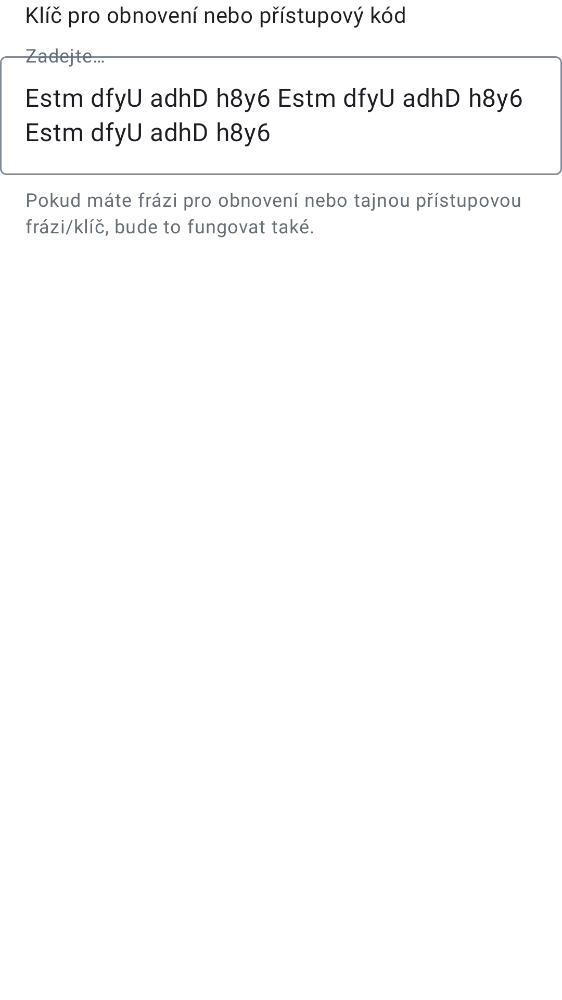 Klíč pro obnovení nebo přístupový kód
Zadejte…
Estm dfyU adhD h8y6 Estm dfyU adhD h8y6
Estm dfyU adhD h8y6
Pokud máte frázi pro obnovení nebo tajnou přístupovou
frázi/klíč, bude to fungovat také.